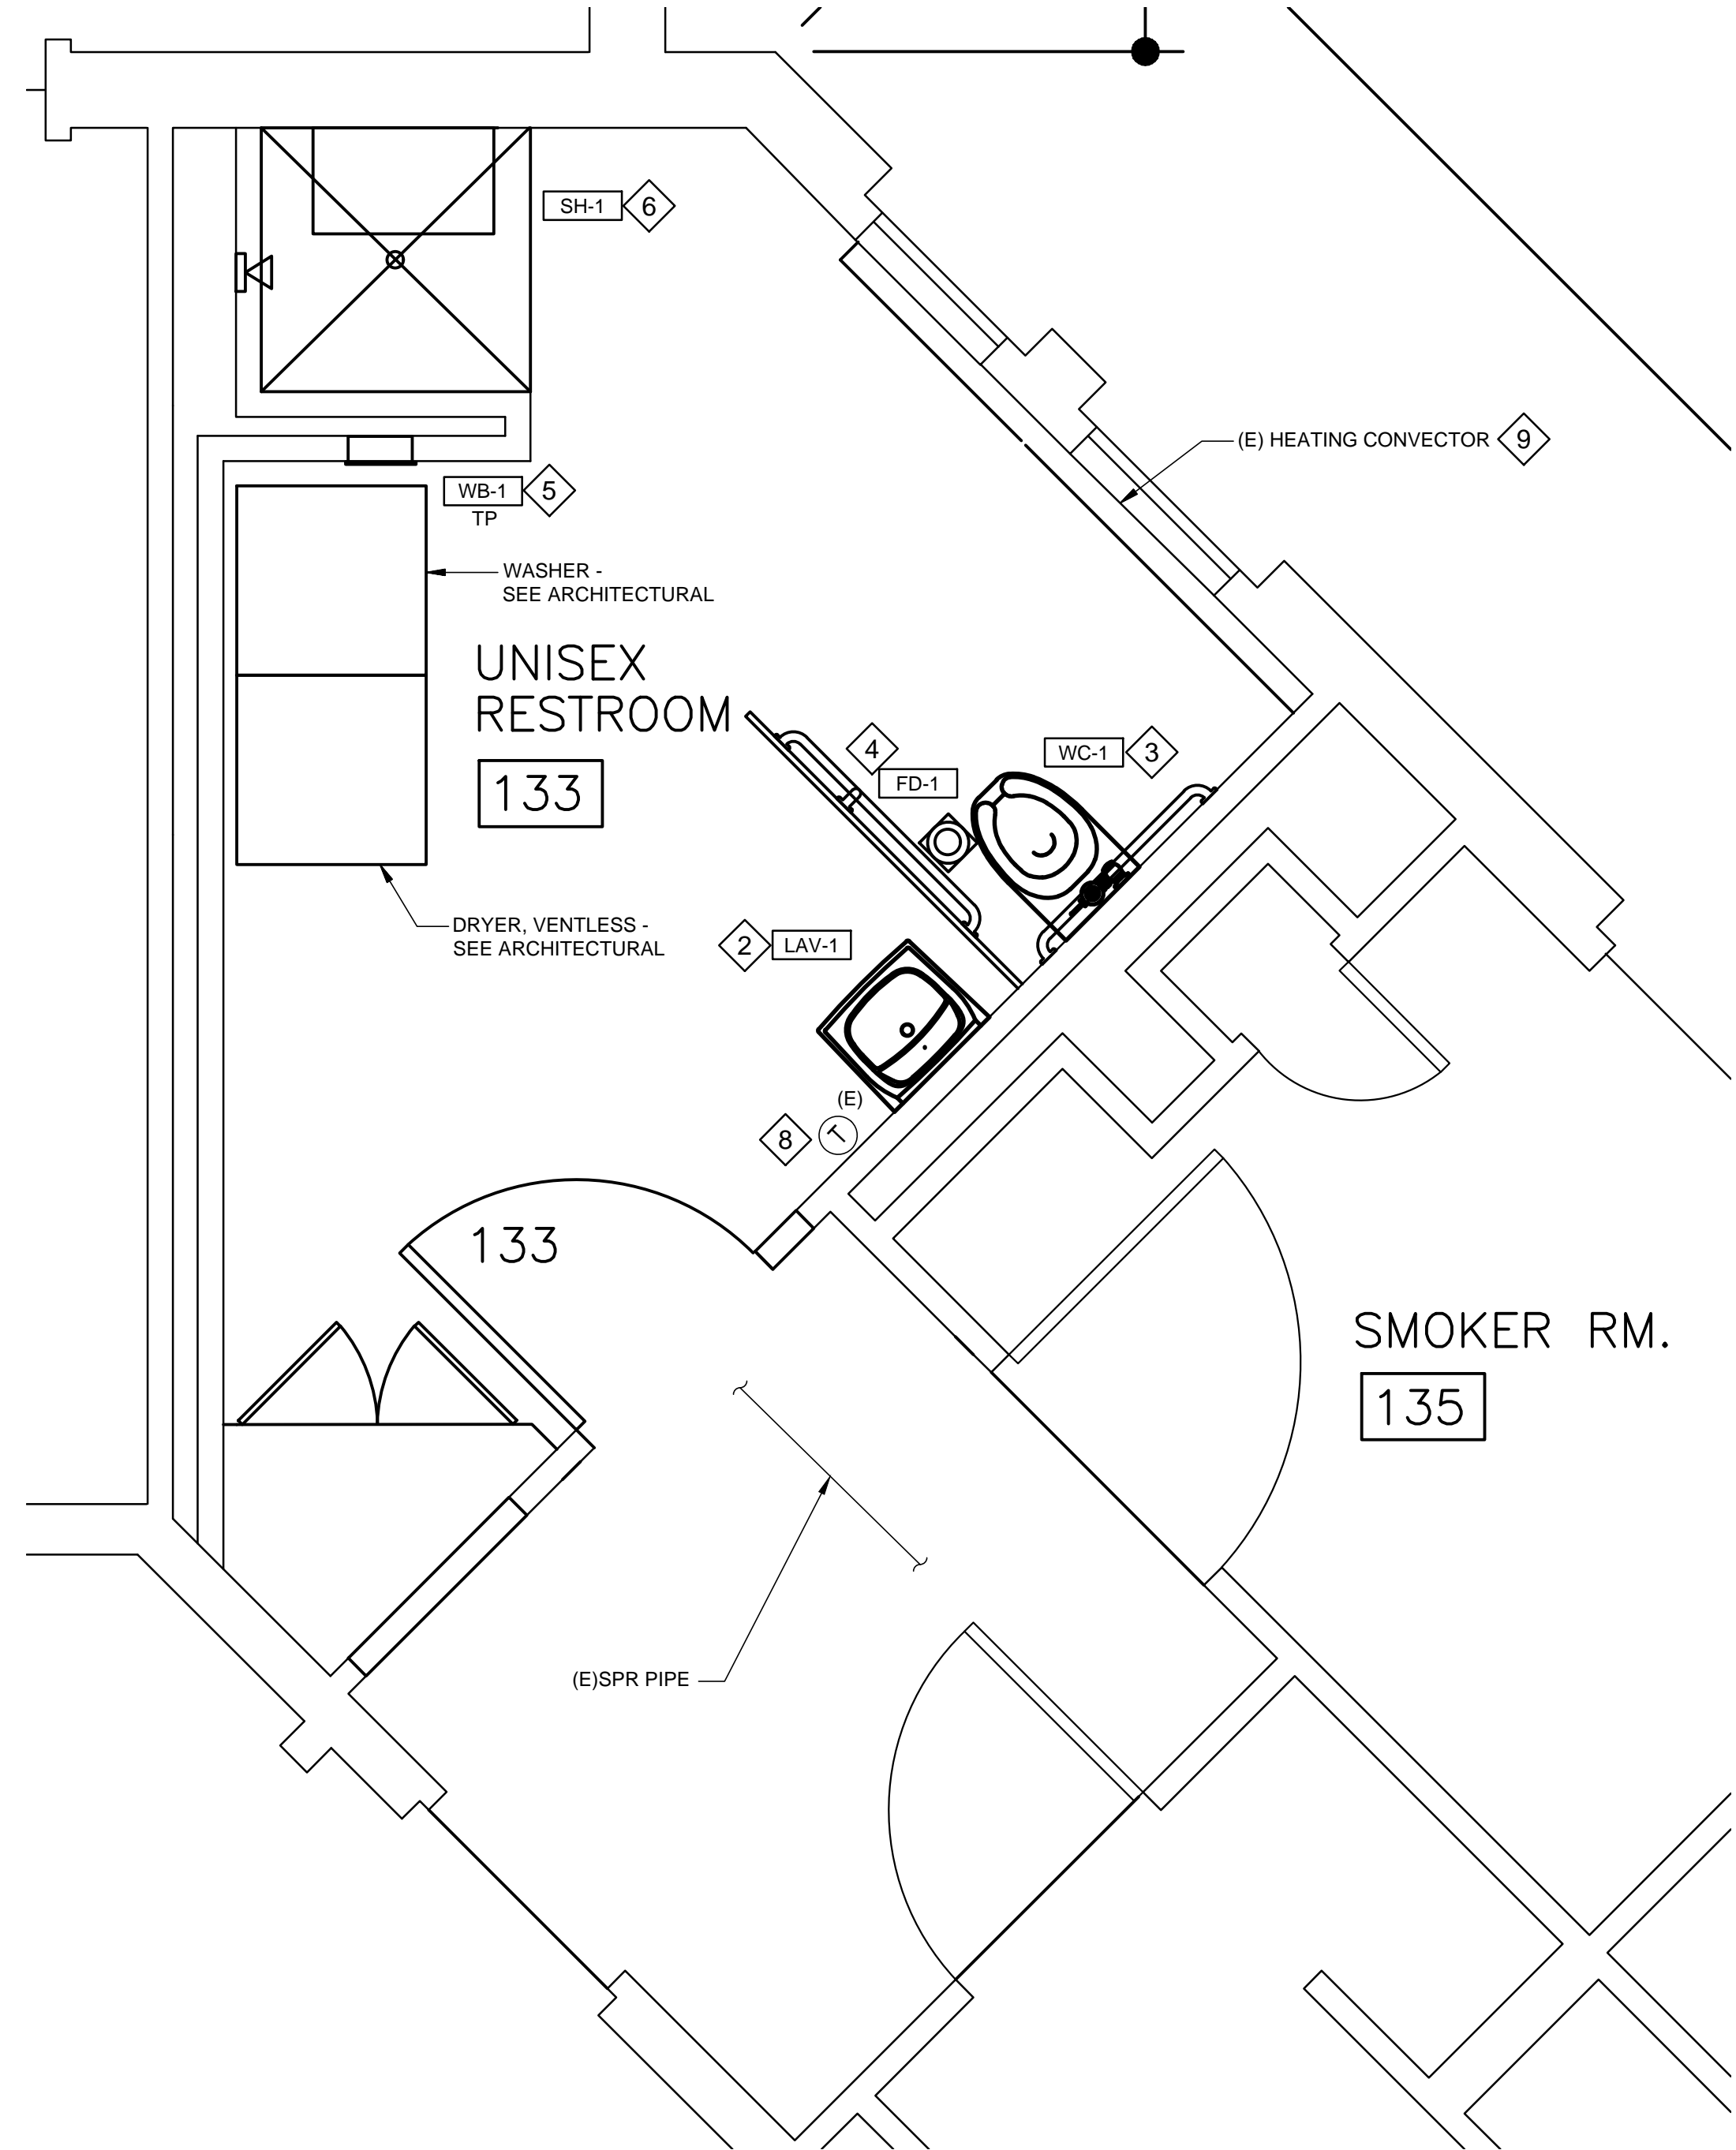 SH-1 6
(E) HEATING CONVECTOR 9
WB-1 5
TP
WASHER -
SEE ARCHITECTURAL
UNISEX
RESTROOM
133
4
FD-1
WC-1 3
DRYER, VENTLESS -
SEE ARCHITECTURAL
2 LAV-1
(E)
8 T
133
SMOKER RM.
135
(E)SPR PIPE